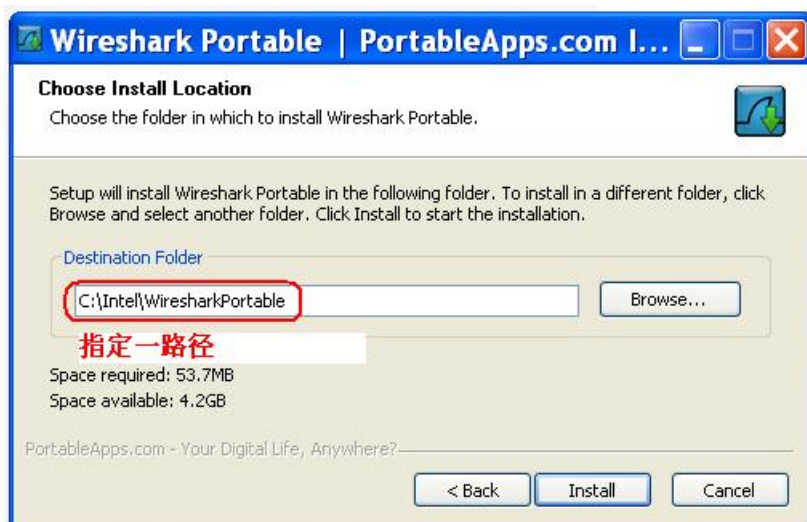 Wireshark Portable | PortableApps.com I...
Choose Install Location
Choose the folder in which to install Wireshark Portable.
Setup will install Wireshark Portable in the following folder. To install in a different folder, click
Browse and select another folder. Click Install to start the installation.
Destination Folder
C:\Intel\WiresharkPortable
Browse...
指定一路径
Space required: 53.7MB
Space available: 4.2GB
PortableApps.com - Your Digital Life, Anywhere?
< Back
Install
Cancel